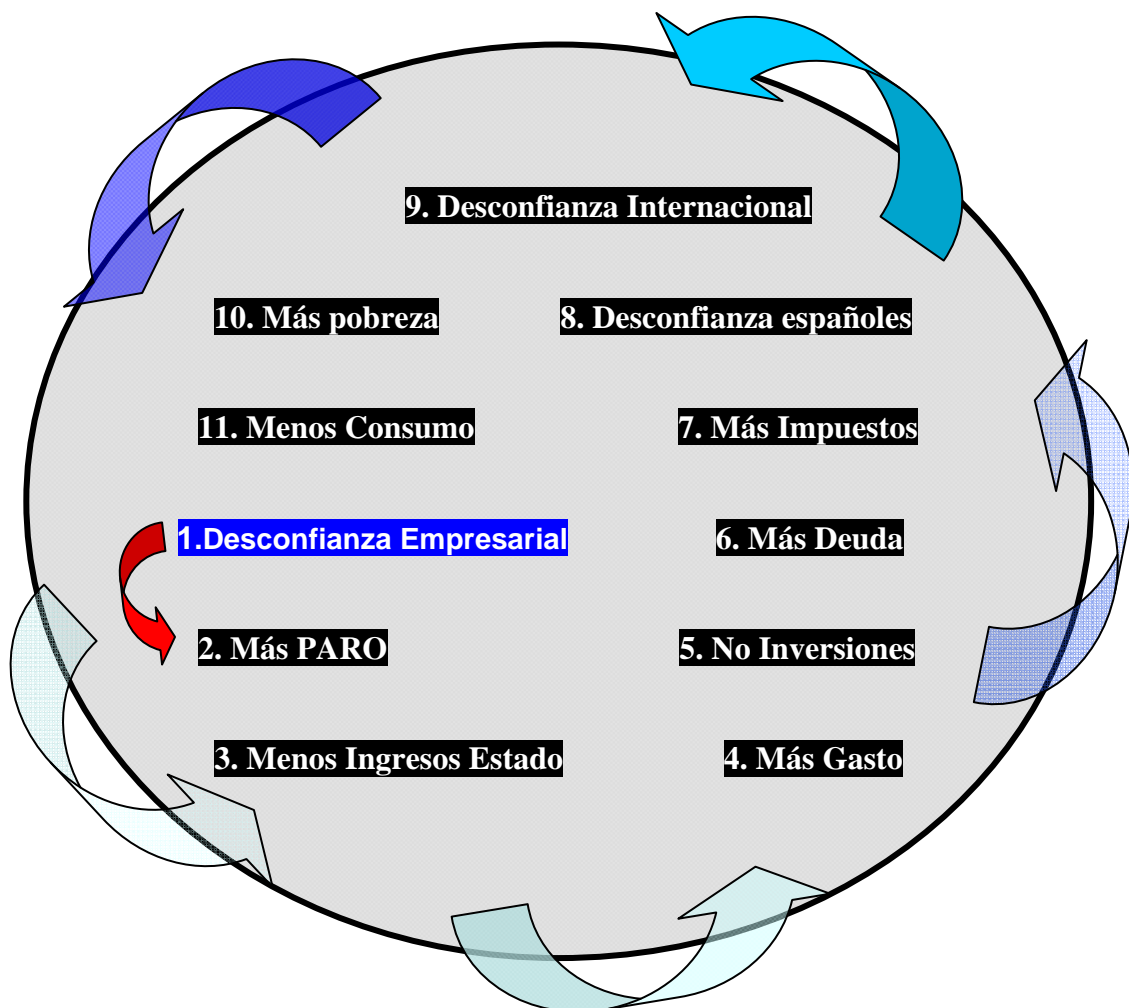 9. Desconfianza Internacional
10. Más pobreza
8. Desconfianza españoles
11. Menos Consumo
7. Más Impuestos
1.Desconfianza Empresarial
6. Más Deuda
2. Más PARO
5. No Inversiones
3. Menos Ingresos Estado
4. Más Gasto